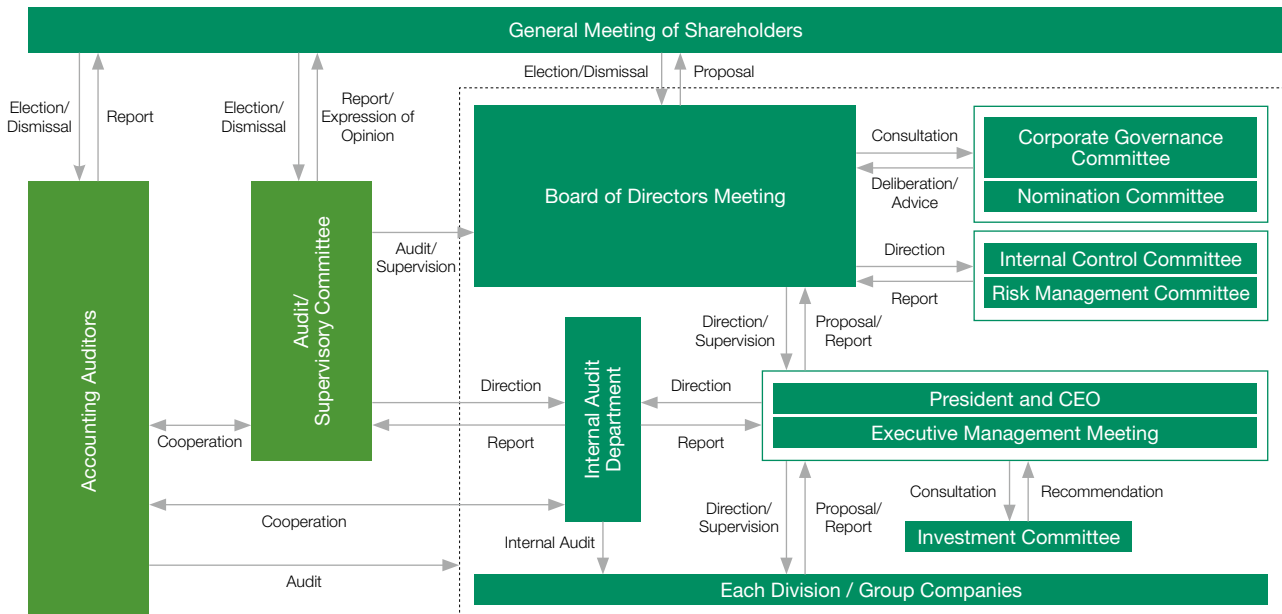 General Meeting of Shareholders
Election/
Dismissal
Report
Election/
Dismissal
Report/
Expression of
Opinion
Election/Dismissal
Proposal
Board of Directors Meeting
Consultation
Deliberation/
Advice
Corporate Governance
Committee
Nomination Committee
Direction
Report
Internal Control Committee
Risk Management Committee
Accounting Auditors
Audit/
Supervisory Committee
Audit/
Supervision
Direction/
Supervision
Proposal/
Report
Internal Audit
Department
Direction
Report
Direction
Report
President and CEO
Executive Management Meeting
Cooperation
Cooperation
Consultation
Recommendation
Investment Committee
Direction/
Supervision
Proposal/
Report
Internal Audit
Audit
Each Division / Group Companies